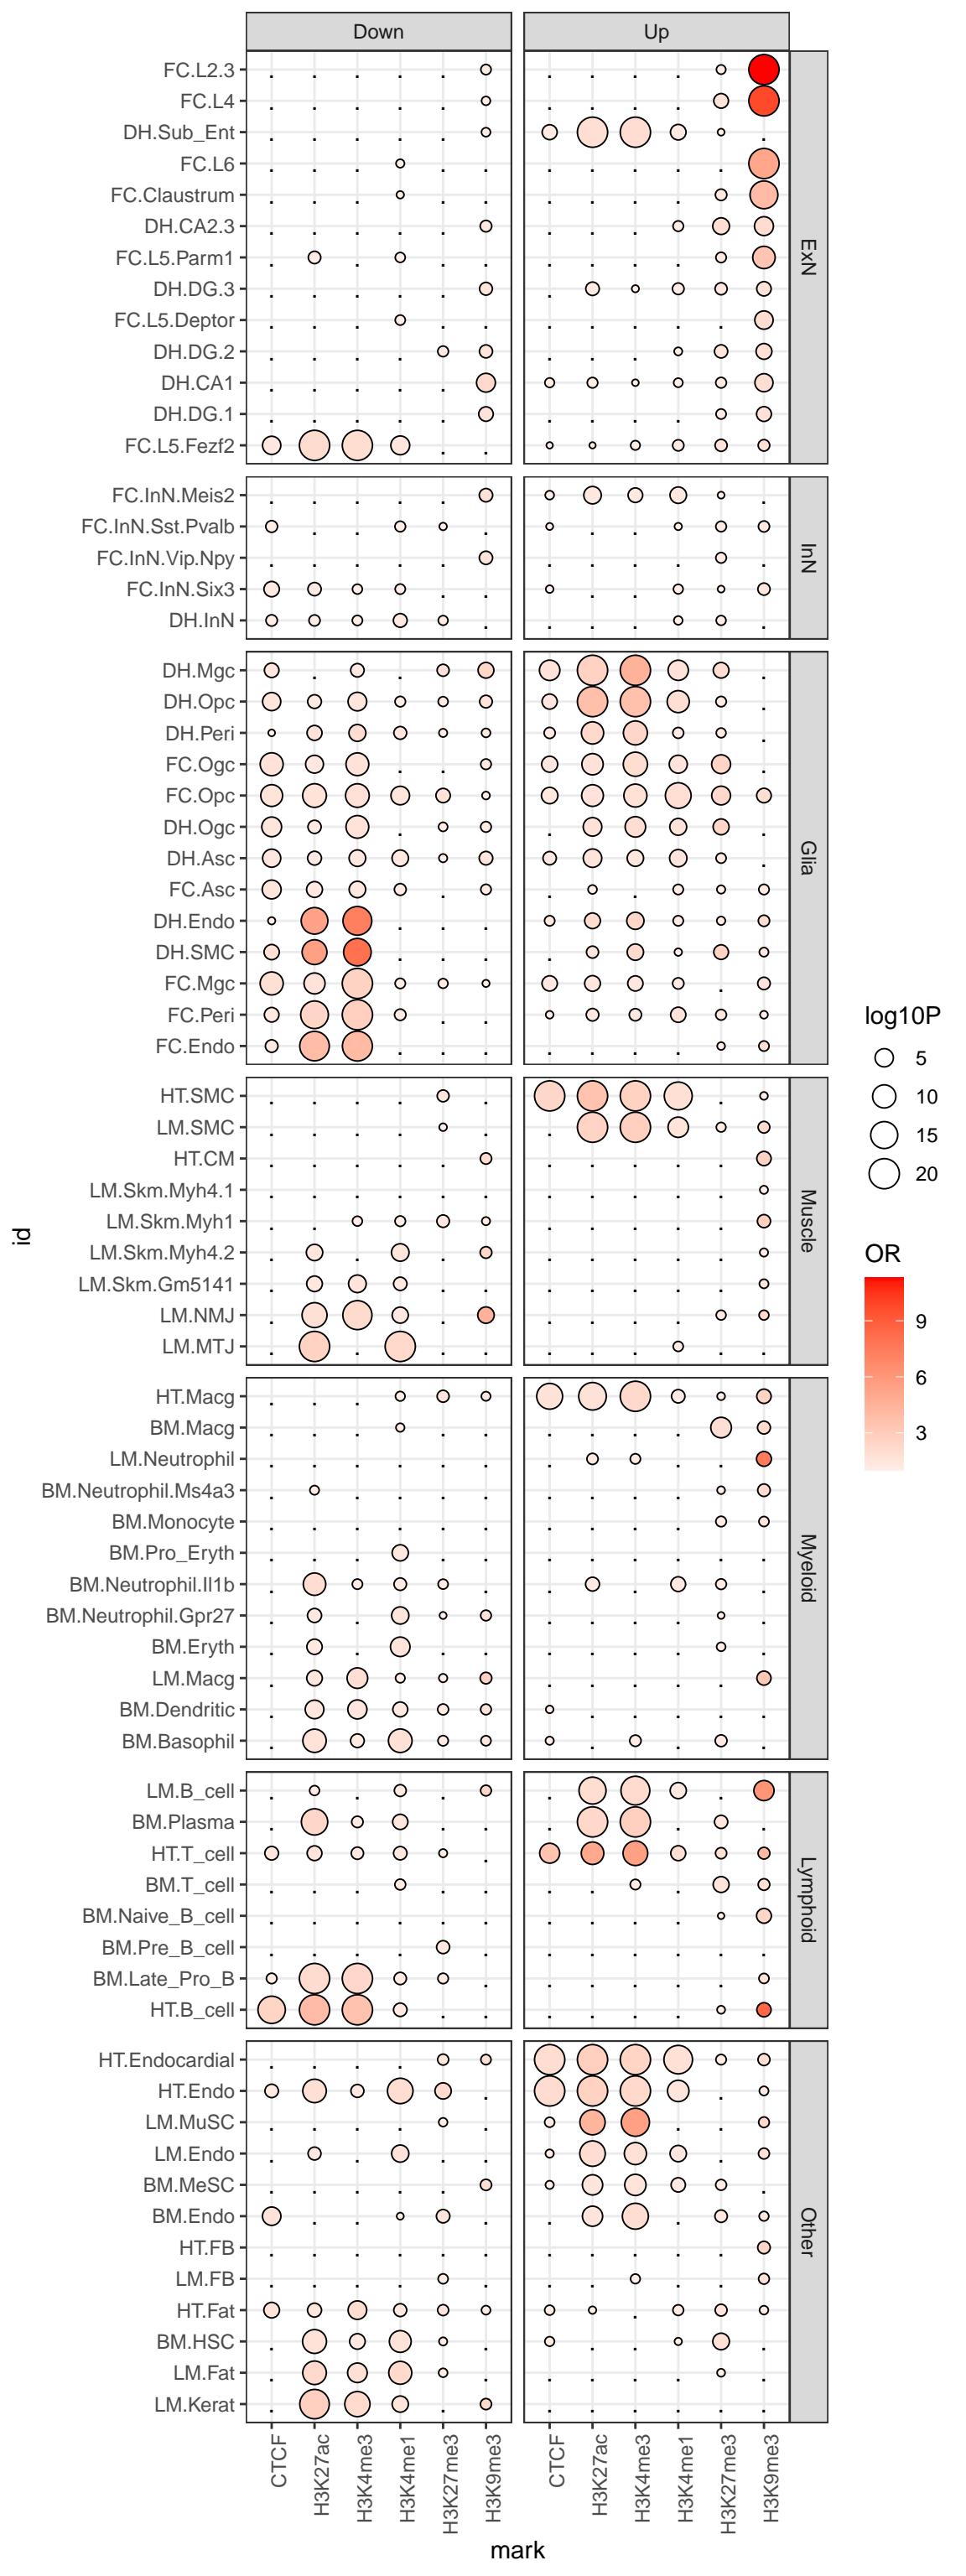 Down
Up
FC.L2.3
FC.L4
DH.Sub_Ent
FC.L6
FC.Claustrum
DH.CA2.3
FC.L5.Parm1
DH.DG.3
FC.L5.Deptor
DH.DG.2
DH.CA1
DH.DG.1
FC.L5.Fezf2
ExN
FC.InN.Meis2
FC.InN.Sst.Pvalb
FC.InN.Vip.Npy
FC.InN.Six3
DH.InN
InN
DH.Mgc
DH.Opc
DH.Peri
FC.Ogc
FC.Opc
DH.Ogc
DH.Asc
FC.Asc
DH.Endo
DH.SMC
FC.Mgc
FC.Peri
FC.Endo
Glia
HT.SMC
LM.SMC
HT.CM
LM.Skm.Myh4.1
LM.Skm.Myh1
LM.Skm.Myh4.2
LM.Skm.Gm5141
LM.NMJ
LM.MTJ
Muscle
HT.Macg
BM.Macg
LM.Neutrophil
BM.Neutrophil.Ms4a3
BM.Monocyte
BM.Pro_Eryth
BM.Neutrophil.Il1b
BM.Neutrophil.Gpr27
BM.Eryth
LM.Macg
BM.Dendritic
BM.Basophil
Myeloid
LM.B_cell
BM.Plasma
HT.T_cell
BM.T_cell
BM.Naive_B_cell
BM.Pre_B_cell
BM.Late_Pro_B
HT.B_cell
Lymphoid
HT.Endocardial
HT.Endo
LM.MuSC
LM.Endo
BM.MeSC
BM.Endo
HT.FB
LM.FB
HT.Fat
BM.HSC
LM.Fat
LM.Kerat
Other
id
CTCF
H3K27ac
H3K4me3
H3K4me1
H3K27me3
H3K9me3
CTCF
H3K27ac
H3K4me3
H3K4me1
H3K27me3
H3K9me3
mark
log10P
5
10
15
20
OR
9
6
3